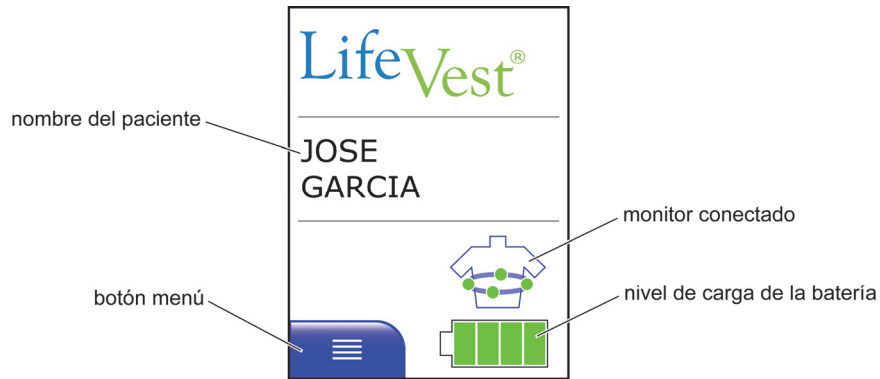 LifeVest®
nombre del paciente
JOSE
GARCIA
monitor conectado
botón menú
nivel de carga de la batería